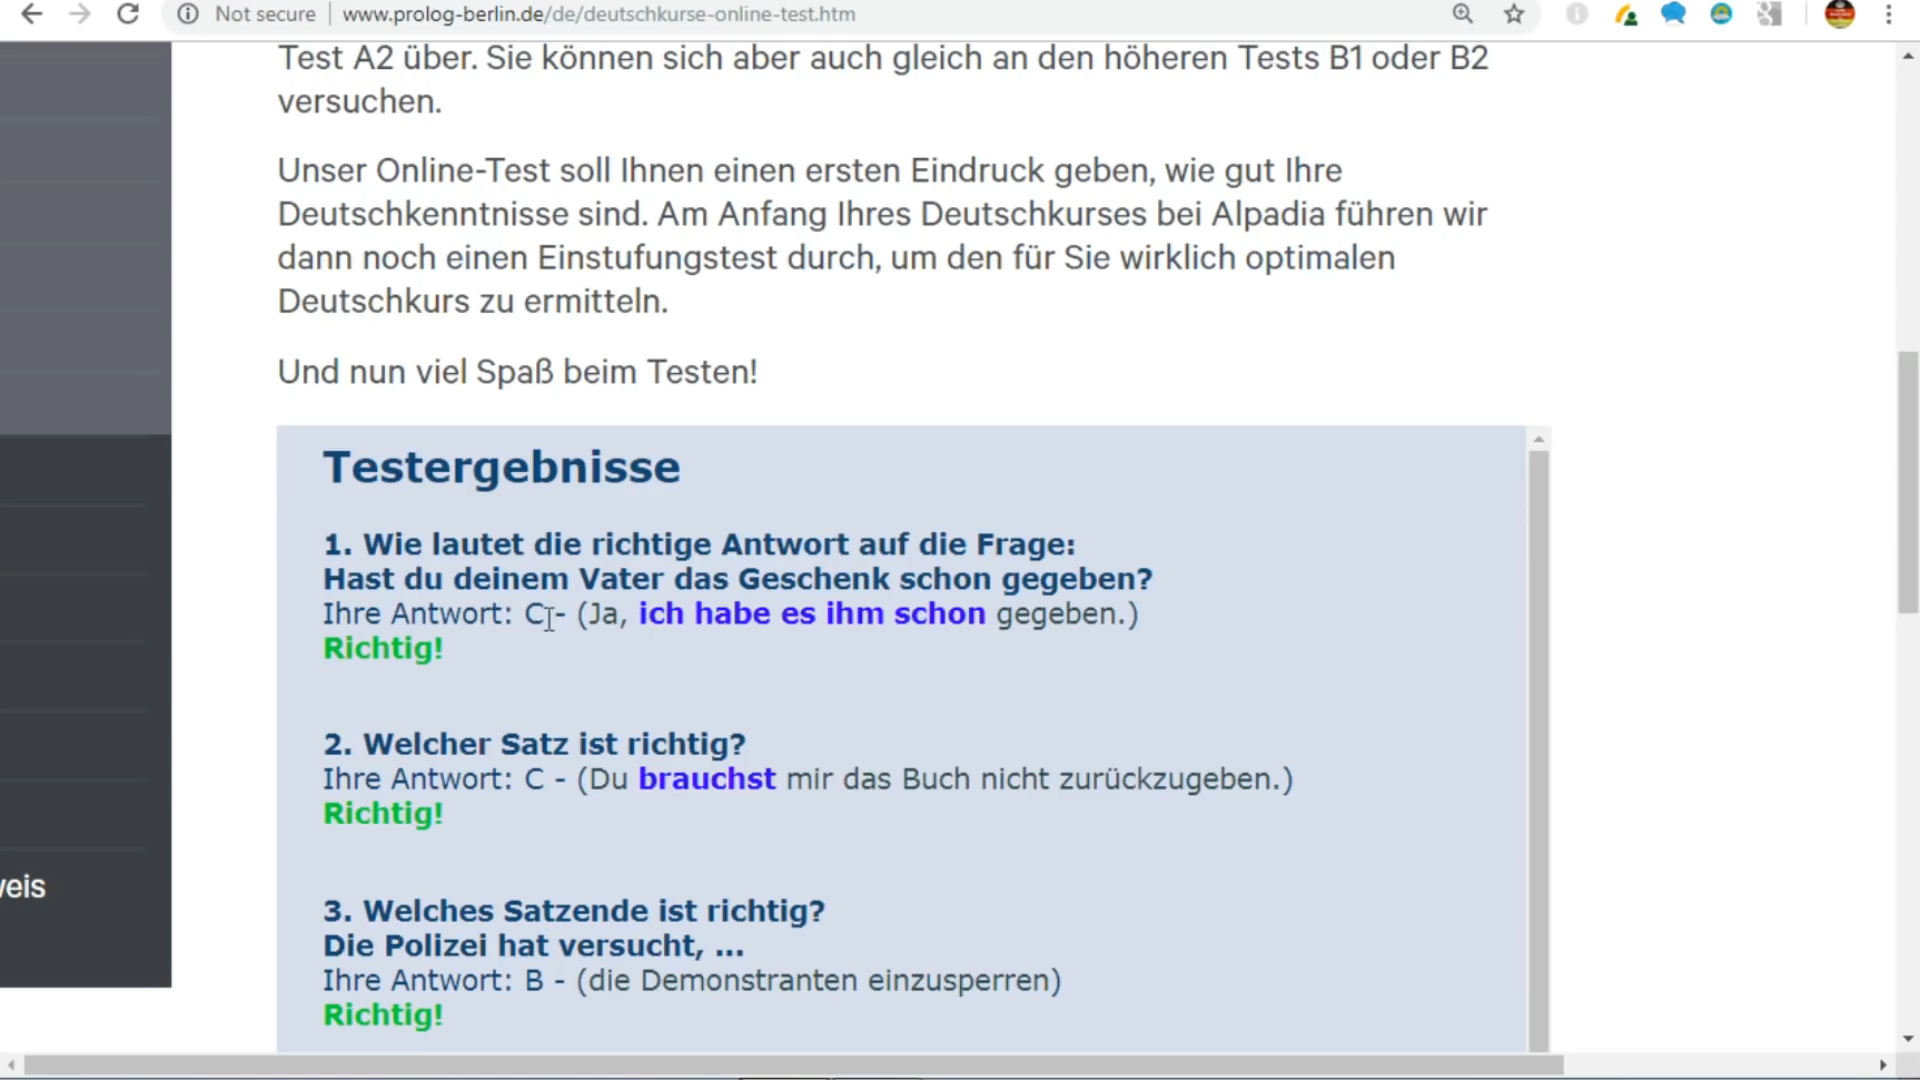 Not secure
www.prolog-berlin.de/de/deutschkurse-online-test.htm
Test A2 über. Sie können sich aber auch gleich an den höheren Tests B1 oder B2
versuchen.
Unser Online-Test soll Ihnen einen ersten Eindruck geben, wie gut Ihre
Deutschkenntnisse sind. Am Anfang Ihres Deutschkurses bei Alpadia führen wir
dann noch einen Einstufungstest durch, um den für Sie wirklich optimalen
Deutschkurs zu ermitteln.
Und nun viel Spaß beim Testen!
Testergebnisse
1. Wie lautet die richtige Antwort auf die Frage:
Hast du deinem Vater das Geschenk schon gegeben?
Ihre Antwort: C - (Ja, ich habe es ihm schon gegeben.)
Richtig!
2. Welcher Satz ist richtig?
Ihre Antwort: C - (Du brauchst mir das Buch nicht zurückzugeben.)
Richtig!
3. Welches Satzende ist richtig?
Die Polizei hat versucht, ...
Ihre Antwort: B - (die Demonstranten einzusperren)
Richtig!